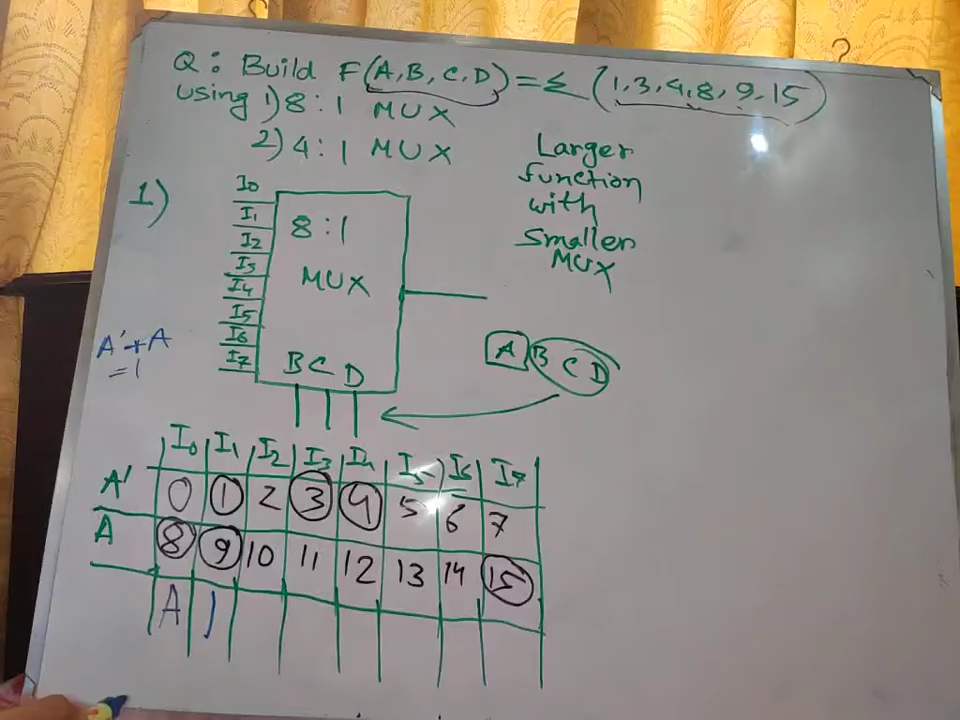 Q: Build F(A,B,C,D) = Σ (1,3,4,8,9,15)
using 1) 8:1 MUX
2) 4:1 MUX
Larger
function
with
smaller
MUX
1)
I0
I1
I2
I3
I4
I5
I6
I7
8:1
MUX
B C D
A B C D
A'+A
=1
I0 I1 I2 I3 I4 I5 I6 I7
A' 0 1 2 3 4 5 6 7
A 8 9 10 11 12 13 14 15
A 1